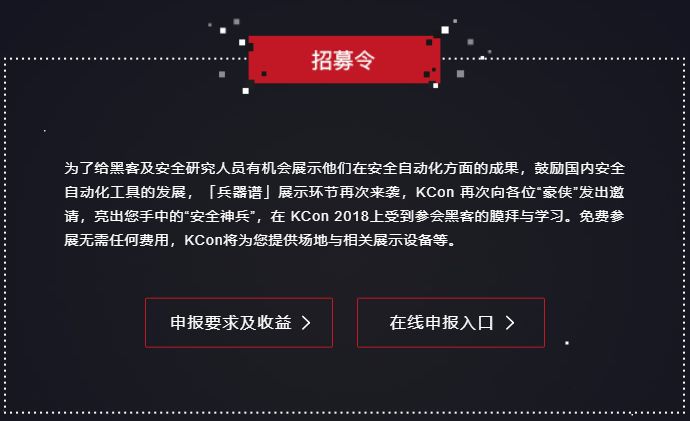 招募令
为了给黑客及安全研究人员有机会展示他们在安全自动化方面的成果，鼓励国内安全
自动化工具的发展，「兵器谱」展示环节再次来袭，KCon 再次向各位“豪侠”发出邀
请，亮出您手中的“安全神兵”，在 KCon 2018上受到参会黑客的膜拜与学习。免费参
展无需任何费用，KCon将为您提供场地与相关展示设备等。
申报要求及收益 >
在线申报入口 >